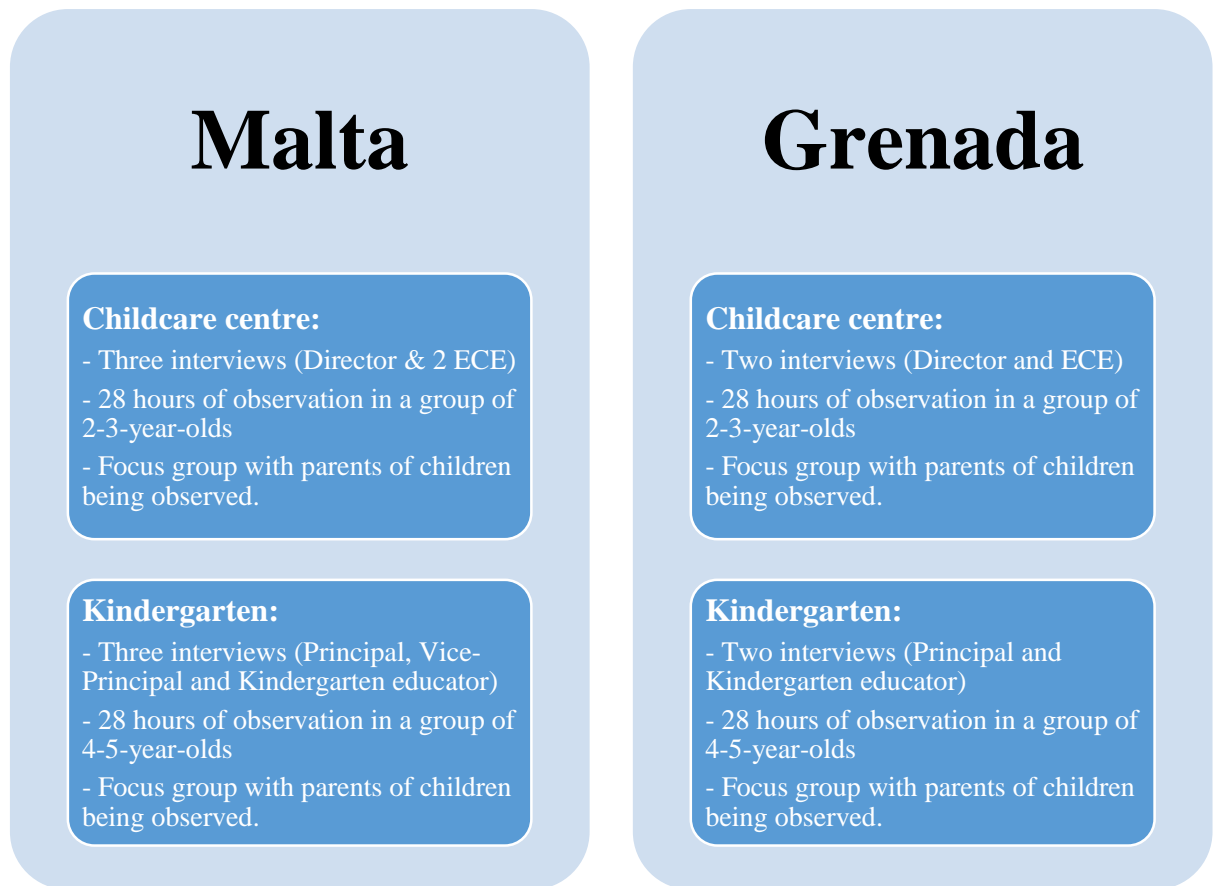 Malta
Childcare centre:
- Three interviews (Director & 2 ECE)
- 28 hours of observation in a group of
2-3-year-olds
- Focus group with parents of children
being observed.
Kindergarten:
- Three interviews (Principal, Vice-
Principal and Kindergarten educator)
- 28 hours of observation in a group of
4-5-year-olds
- Focus group with parents of children
being observed.
Grenada
Childcare centre:
- Two interviews (Director and ECE)
- 28 hours of observation in a group of
2-3-year-olds
- Focus group with parents of children
being observed.
Kindergarten:
- Two interviews (Principal and
Kindergarten educator)
- 28 hours of observation in a group of
4-5-year-olds
- Focus group with parents of children
being observed.